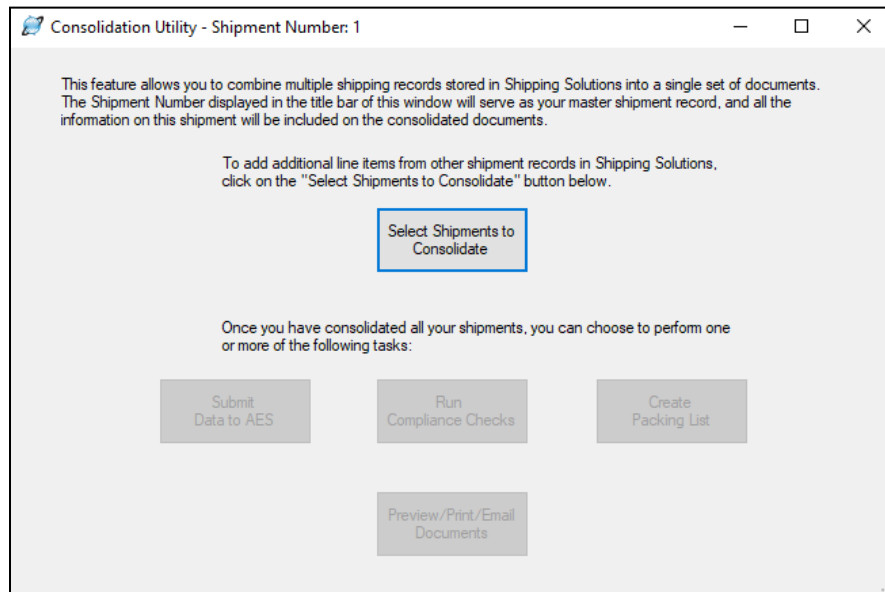 Consolidation Utility - Shipment Number: 1
This feature allows you to combine multiple shipping records stored in Shipping Solutions into a single set of documents.
The Shipment Number displayed in the title bar of this window will serve as your master shipment record, and all the
information on this shipment will be included on the consolidated documents.
To add additional line items from other shipment records in Shipping Solutions,
click on the "Select Shipments to Consolidate" button below.
Select Shipments to
Consolidate
Once you have consolidated all your shipments, you can choose to perform one
or more of the following tasks:
Submit
Data to AES
Run
Compliance Checks
Create
Packing List
Preview/Print/Email
Documents